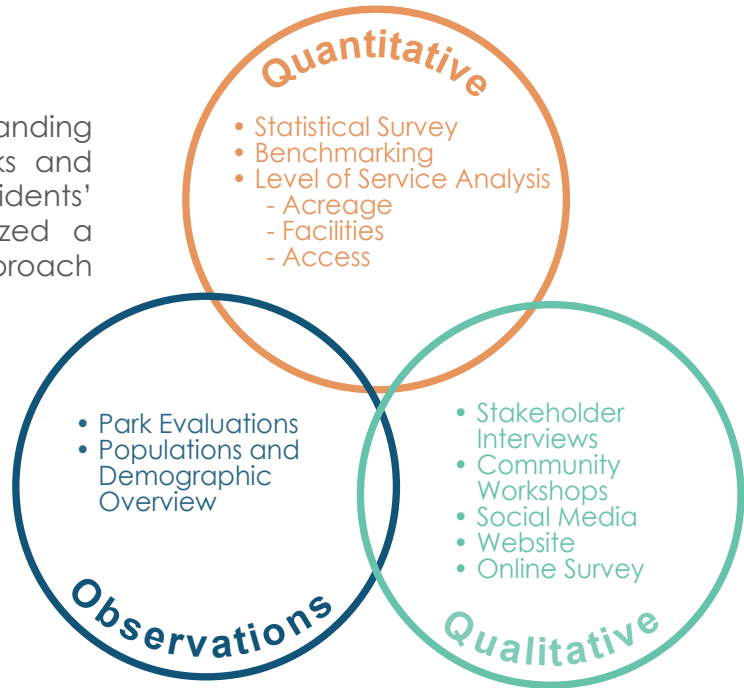 anding
ks and
idents'
zed a
proach
Quantitative
• Statistical Survey
• Benchmarking
• Level of Service Analysis
- Acreage
- Facilities
- Access
• Park Evaluations
• Populations and
Demographic
Overview
Observations
• Stakeholder
Interviews
• Community
Workshops
• Social Media
• Website
• Online Survey
Qualitative